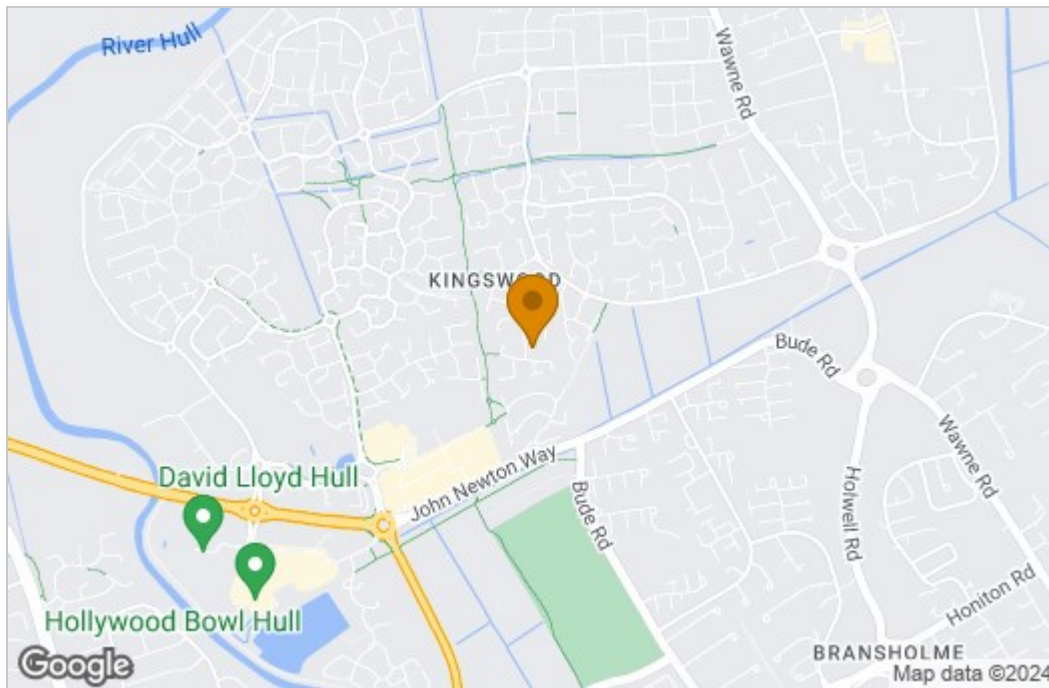 River Hull
Wawne Rd
KINGSWOOD
Bude Rd
Wawne Rd
David Lloyd Hull
John Newton Way
Bude Rd
Holwell Rd
Honiton Rd
Hollywood Bowl Hull
BRANSHOLME
Google
Map data ©2024